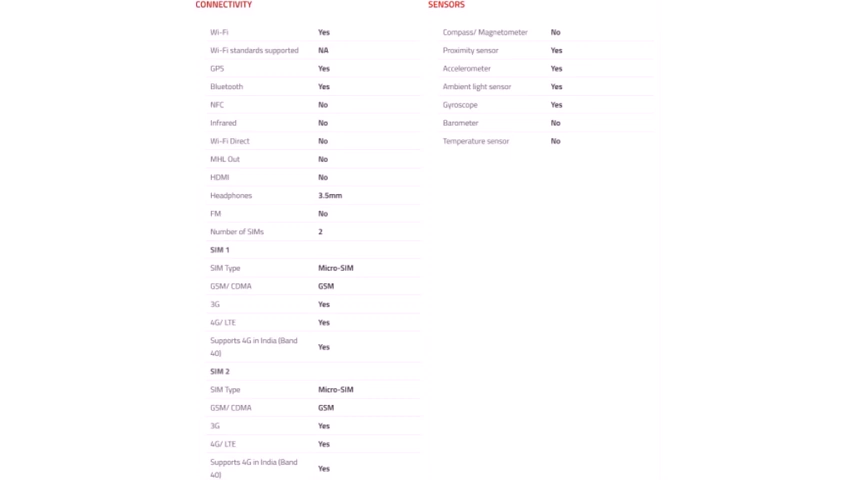 CONNECTIVITY
Wi-Fi Yes
Wi-Fi standards supported NA
GPS Yes
Bluetooth Yes
NFC No
Infrared No
Wi-Fi Direct No
MHL Out No
HDMI No
Headphones 3.5mm
FM No
Number of SIMs 2
SIM 1
SIM Type Micro-SIM
GSM/ CDMA GSM
3G Yes
4G/ LTE Yes
Supports 4G in India (Band
40) Yes
SIM 2
SIM Type Micro-SIM
GSM/ CDMA GSM
3G Yes
4G/ LTE Yes
Supports 4G in India (Band
40) Yes
SENSORS
Compass/ Magnetometer No
Proximity sensor Yes
Accelerometer Yes
Ambient light sensor Yes
Gyroscope Yes
Barometer No
Temperature sensor No